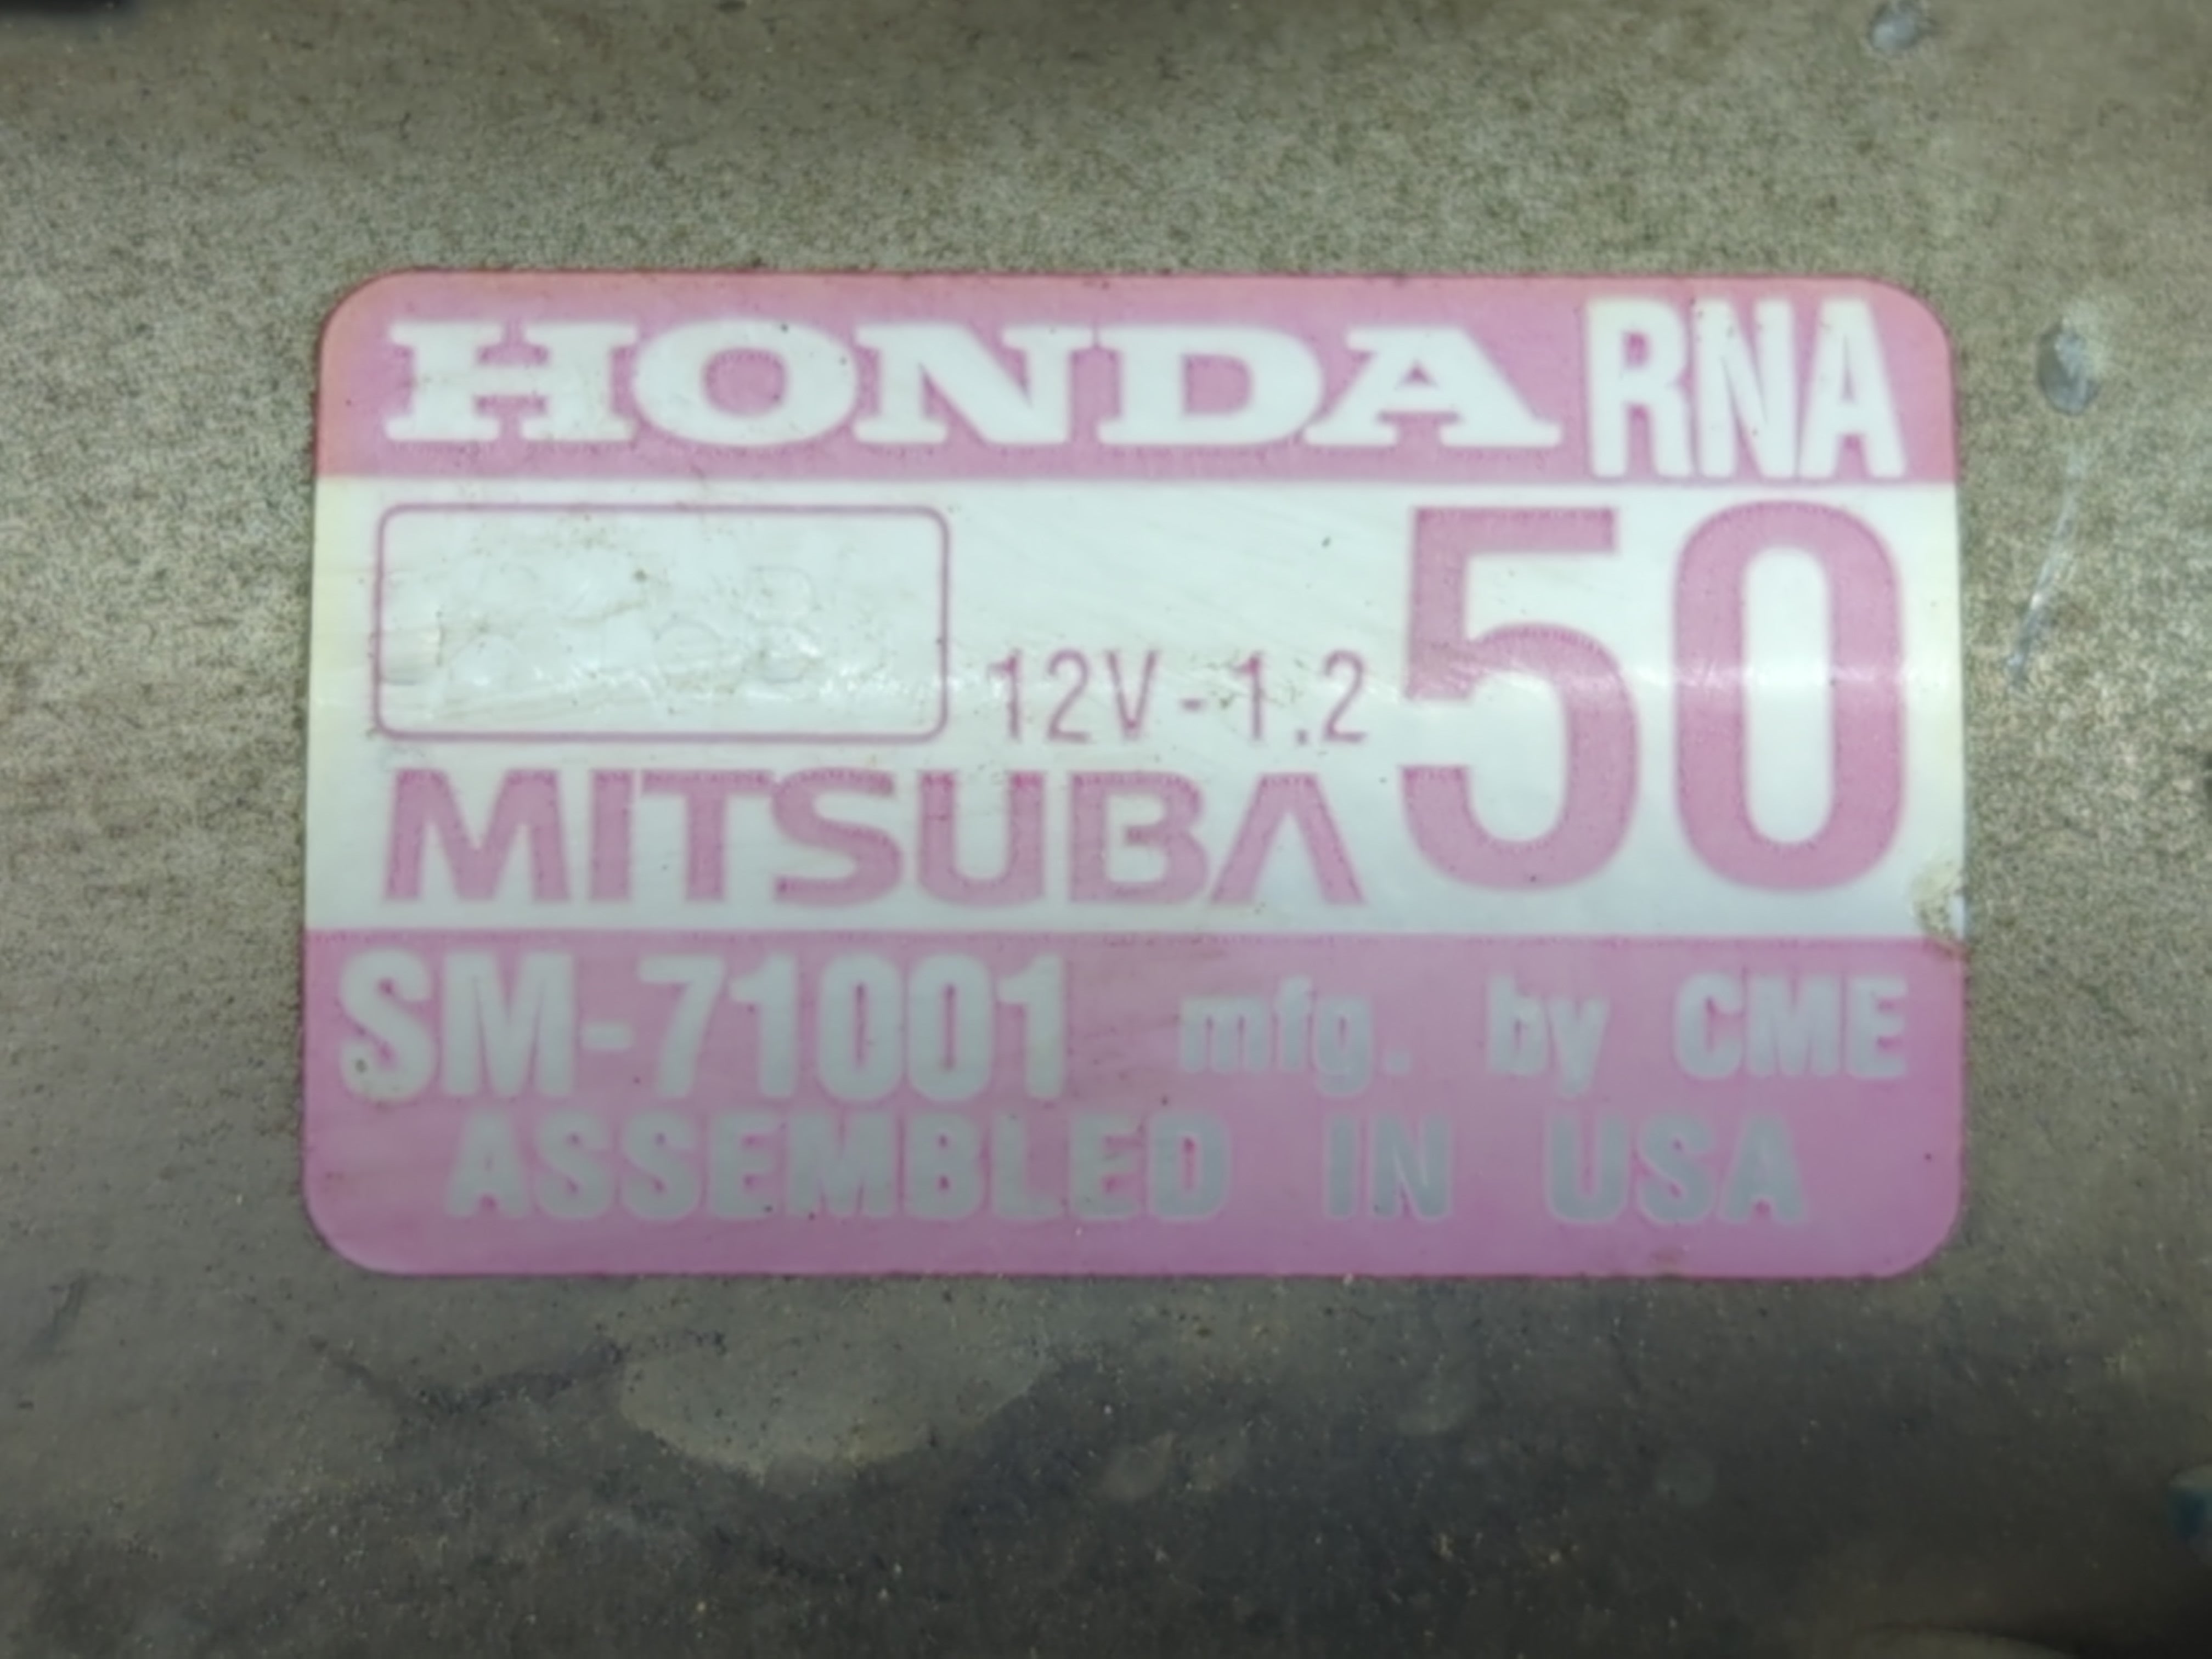 HONDA RNA
12V-1.2 50
MITSUBA
SM-71001 mfg. by CME
ASSEMBLED IN USA